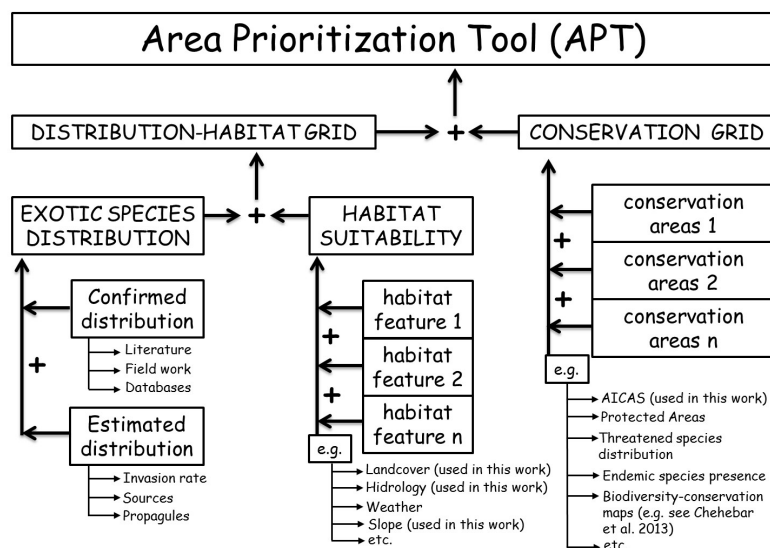 Area Prioritization Tool (APT)
DISTRIBUTION-HABITAT GRID
+
CONSERVATION GRID
EXOTIC SPECIES
DISTRIBUTION
+
HABITAT
SUITABILITY
Confirmed
distribution
Literature
Field work
Databases
+
Estimated
distribution
Invasion rate
Sources
Propagules
habitat
feature 1
+
habitat
feature 2
+
habitat
feature n
e.g.
Landcover (used in this work)
Hidrology (used in this work)
Weather
Slope (used in this work)
etc.
conservation
areas 1
+
conservation
areas 2
+
conservation
areas n
e.g.
AICAS (used in this work)
Protected Areas
Threatened species
distribution
Endemic species presence
Biodiversity-conservation
maps (e.g. see Chehebar
et al. 2013)
etc